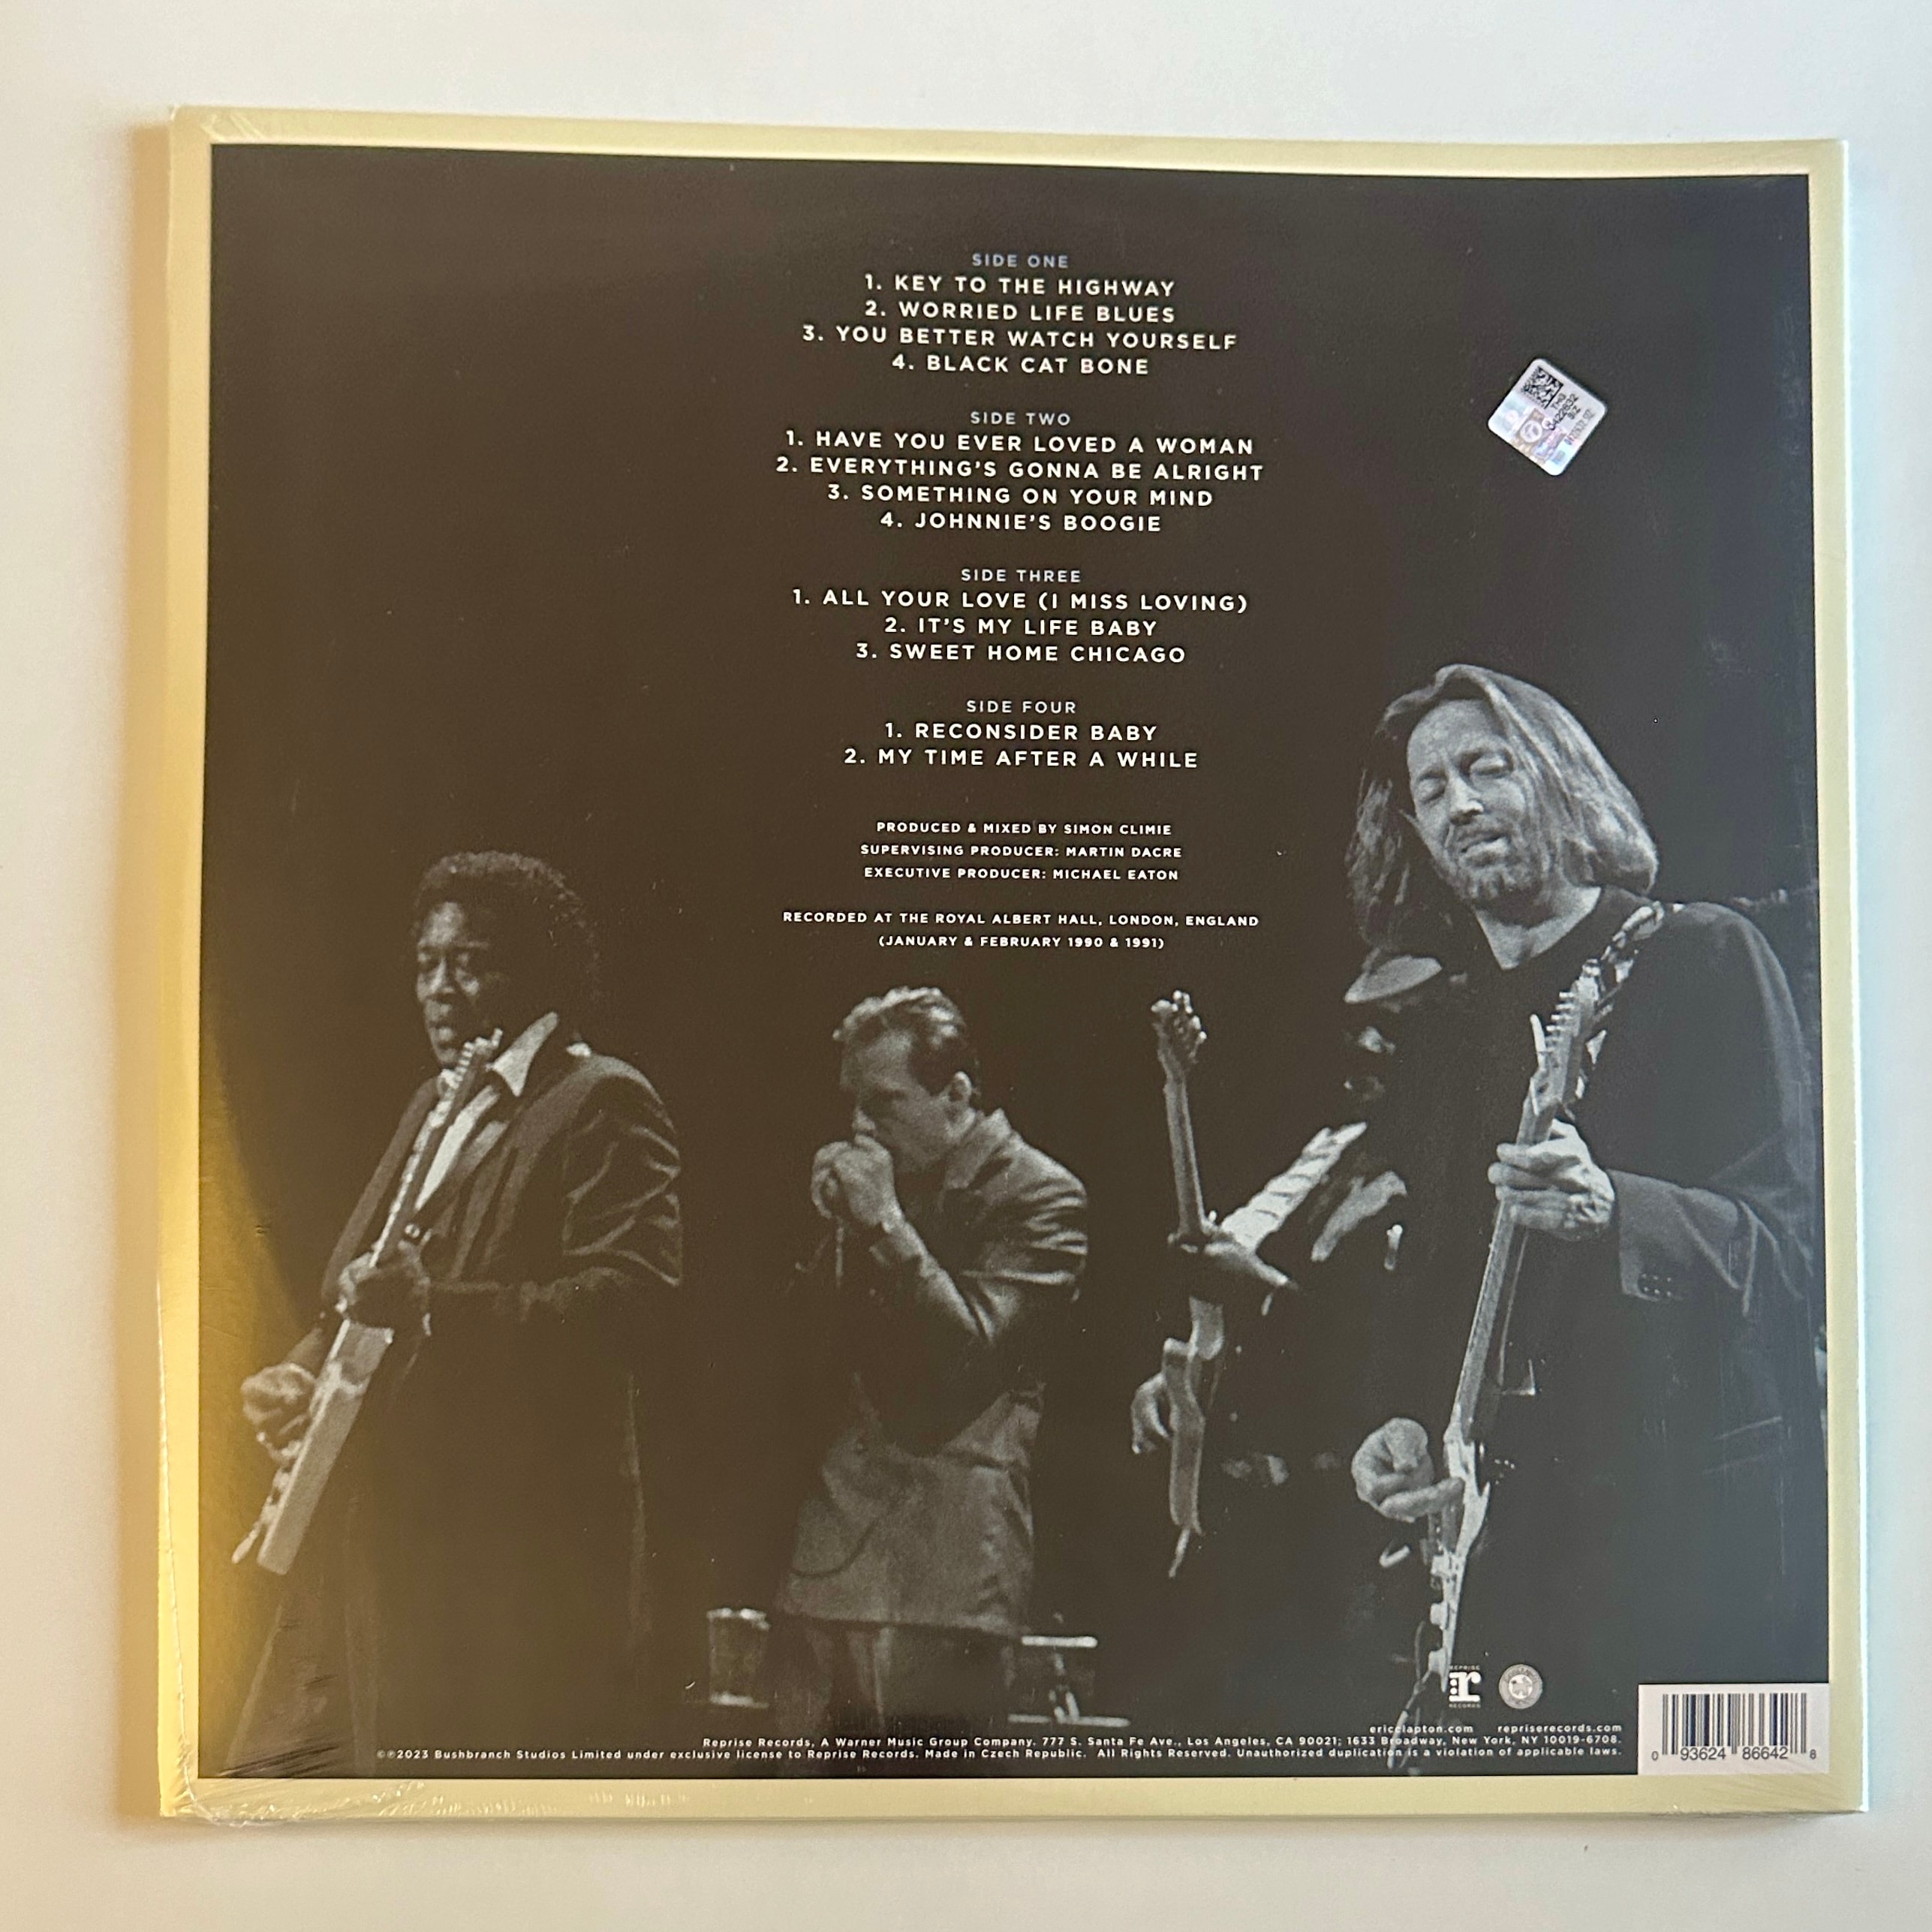 SIDE ONE
1. KEY TO THE HIGHWAY
2. WORRIED LIFE BLUES
3. YOU BETTER WATCH YOURSELF
4. BLACK CAT BONE
SIDE TWO
1. HAVE YOU EVER LOVED A WOMAN
2. EVERYTHING'S GONNA BE ALRIGHT
3. SOMETHING ON YOUR MIND
4. JOHNNIE'S BOOGIE
SIDE THREE
1. ALL YOUR LOVE (I MISS LOVING)
2. IT'S MY LIFE BABY
3. SWEET HOME CHICAGO
SIDE FOUR
1. RECONSIDER BABY
2. MY TIME AFTER A WHILE
PRODUCED & MIXED BY SIMON CLIMIE
SUPERVISING PRODUCER: MARTIN DACRE
EXECUTIVE PRODUCER: MICHAEL EATON
RECORDED AT THE ROYAL ALBERT HALL, LONDON, ENGLAND
(JANUARY & FEBRUARY 1990 & 1991)
REPRISE
r
RECORDS
ericclapton.com repriserecords.com
Reprise Records, A Warner Music Group Company. 777 S. Santa Fe Ave., Los Angeles, CA 90021; 1633 Broadway, New York, NY 10019-6708.
©℗2023 Bushbranch Studios Limited under exclusive license to Reprise Records. Made in Czech Republic. All Rights Reserved. Unauthorized duplication is a violation of applicable laws.
0 93624 86642 8